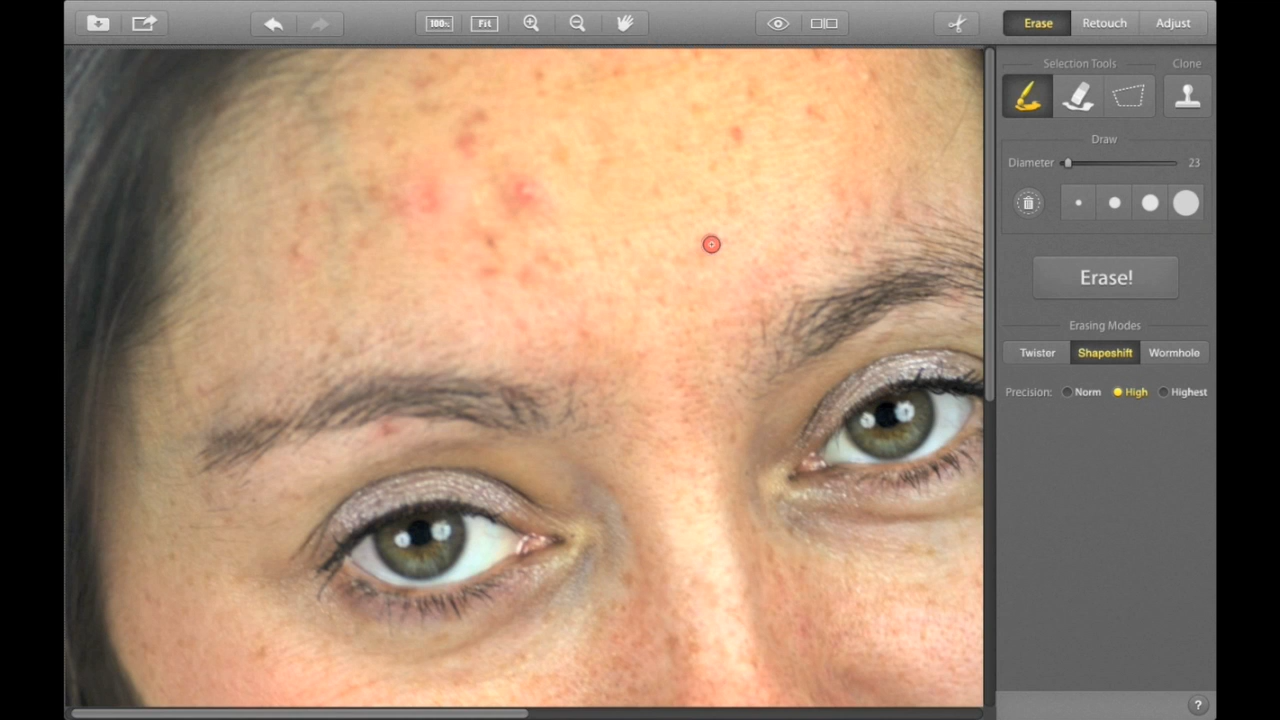 100% Fit Erase Retouch Adjust
Selection Tools Clone
Draw
Diameter 23
Erase!
Erasing Modes
Twister Shapeshift Wormhole
Precision: Norm High Highest
?